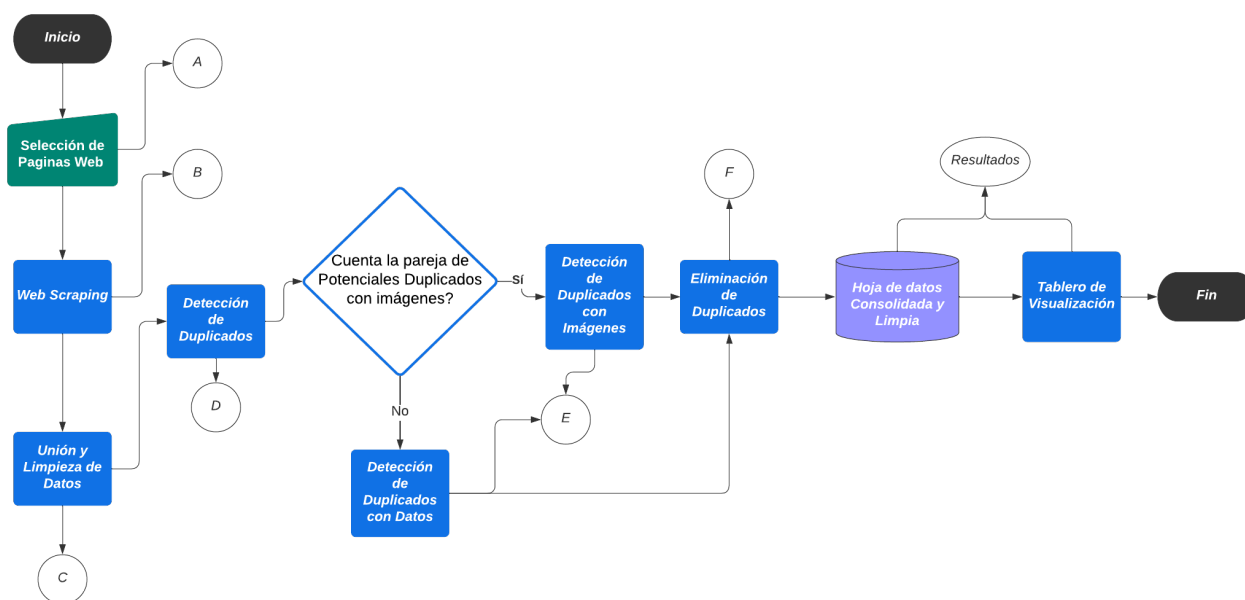 Inicio
A
Selección de
Paginas Web
B
Web Scraping
Unión y
Limpieza de
Datos
C
Detección
de
Duplicados
D
Cuenta la pareja de
Potenciales Duplicados
con imágenes?
Sí
No
Detección
de
Duplicados
con Datos
Detección
de
Duplicados
con
Imágenes
E
F
Eliminación
de
Duplicados
Hoja de datos
Consolidada y
Limpia
Resultados
Tablero de
Visualización
Fin